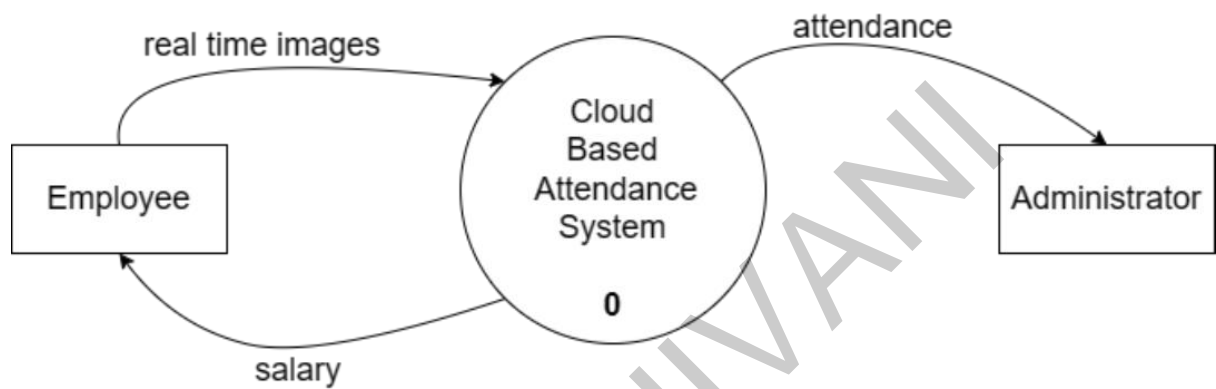 real time images
attendance
Cloud
Based
Attendance
System
0
Employee
Administrator
salary